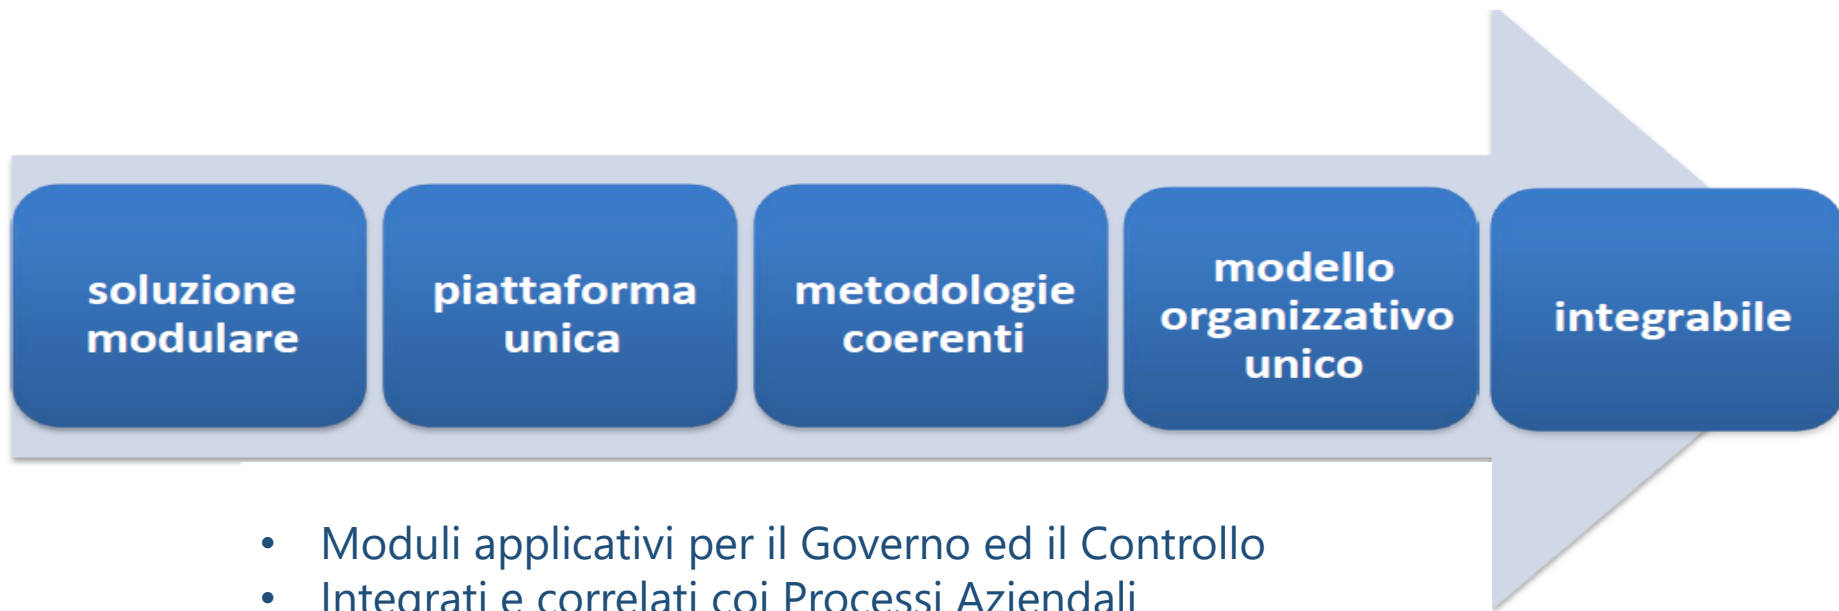 soluzione
modulare
piattaforma
unica
metodologie
coerenti
modello
organizzativo
unico
integrabile
• Moduli applicativi per il Governo ed il Controllo
• Integrati e correlati coi Processi Aziendali